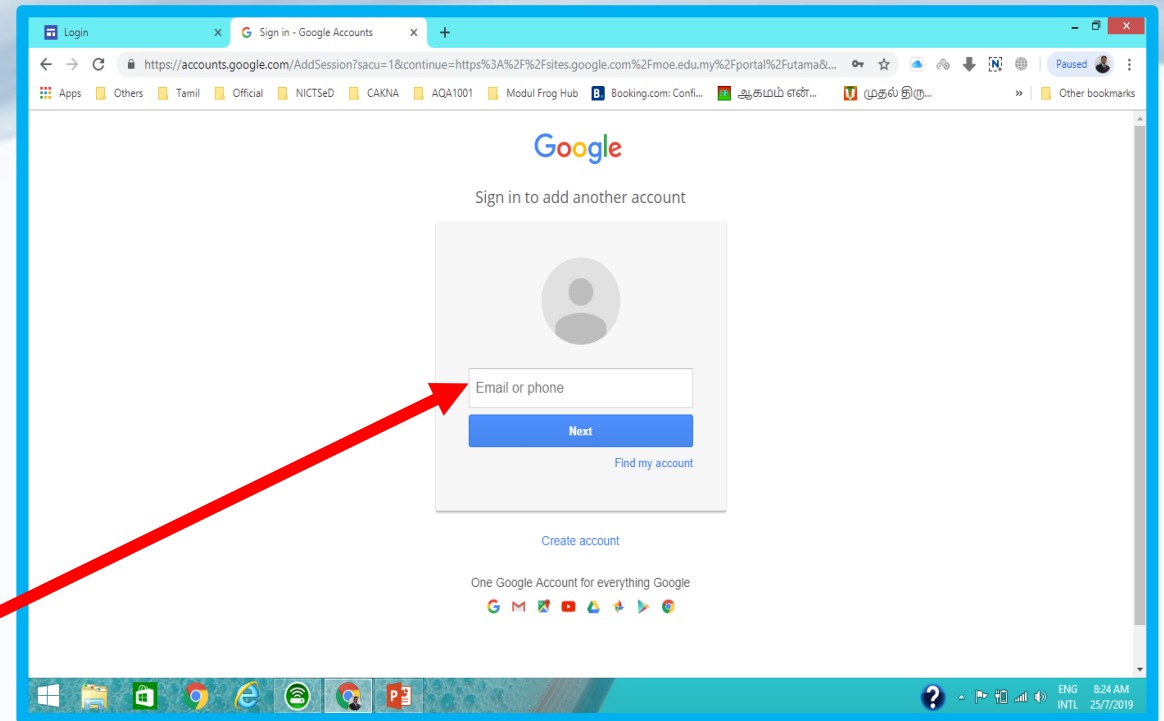 Login
Sign in - Google Accounts
https://accounts.google.com/AddSession?sacu=1&continue=https%3A%2F%2Fsites.google.com%2Fmoe.edu.my%2Fportal%2Futama&...
Paused
Apps Others Tamil Official NICTSeD CAKNA AQA1001 Modul Frog Hub B. Booking.com: Confi... ஆகமம் என்... முதல் திரு... » Other bookmarks
Google
Sign in to add another account
Email or phone
Next
Find my account
Create account
One Google Account for everything Google
ENG 8:24 AM
INTL 25/7/2019